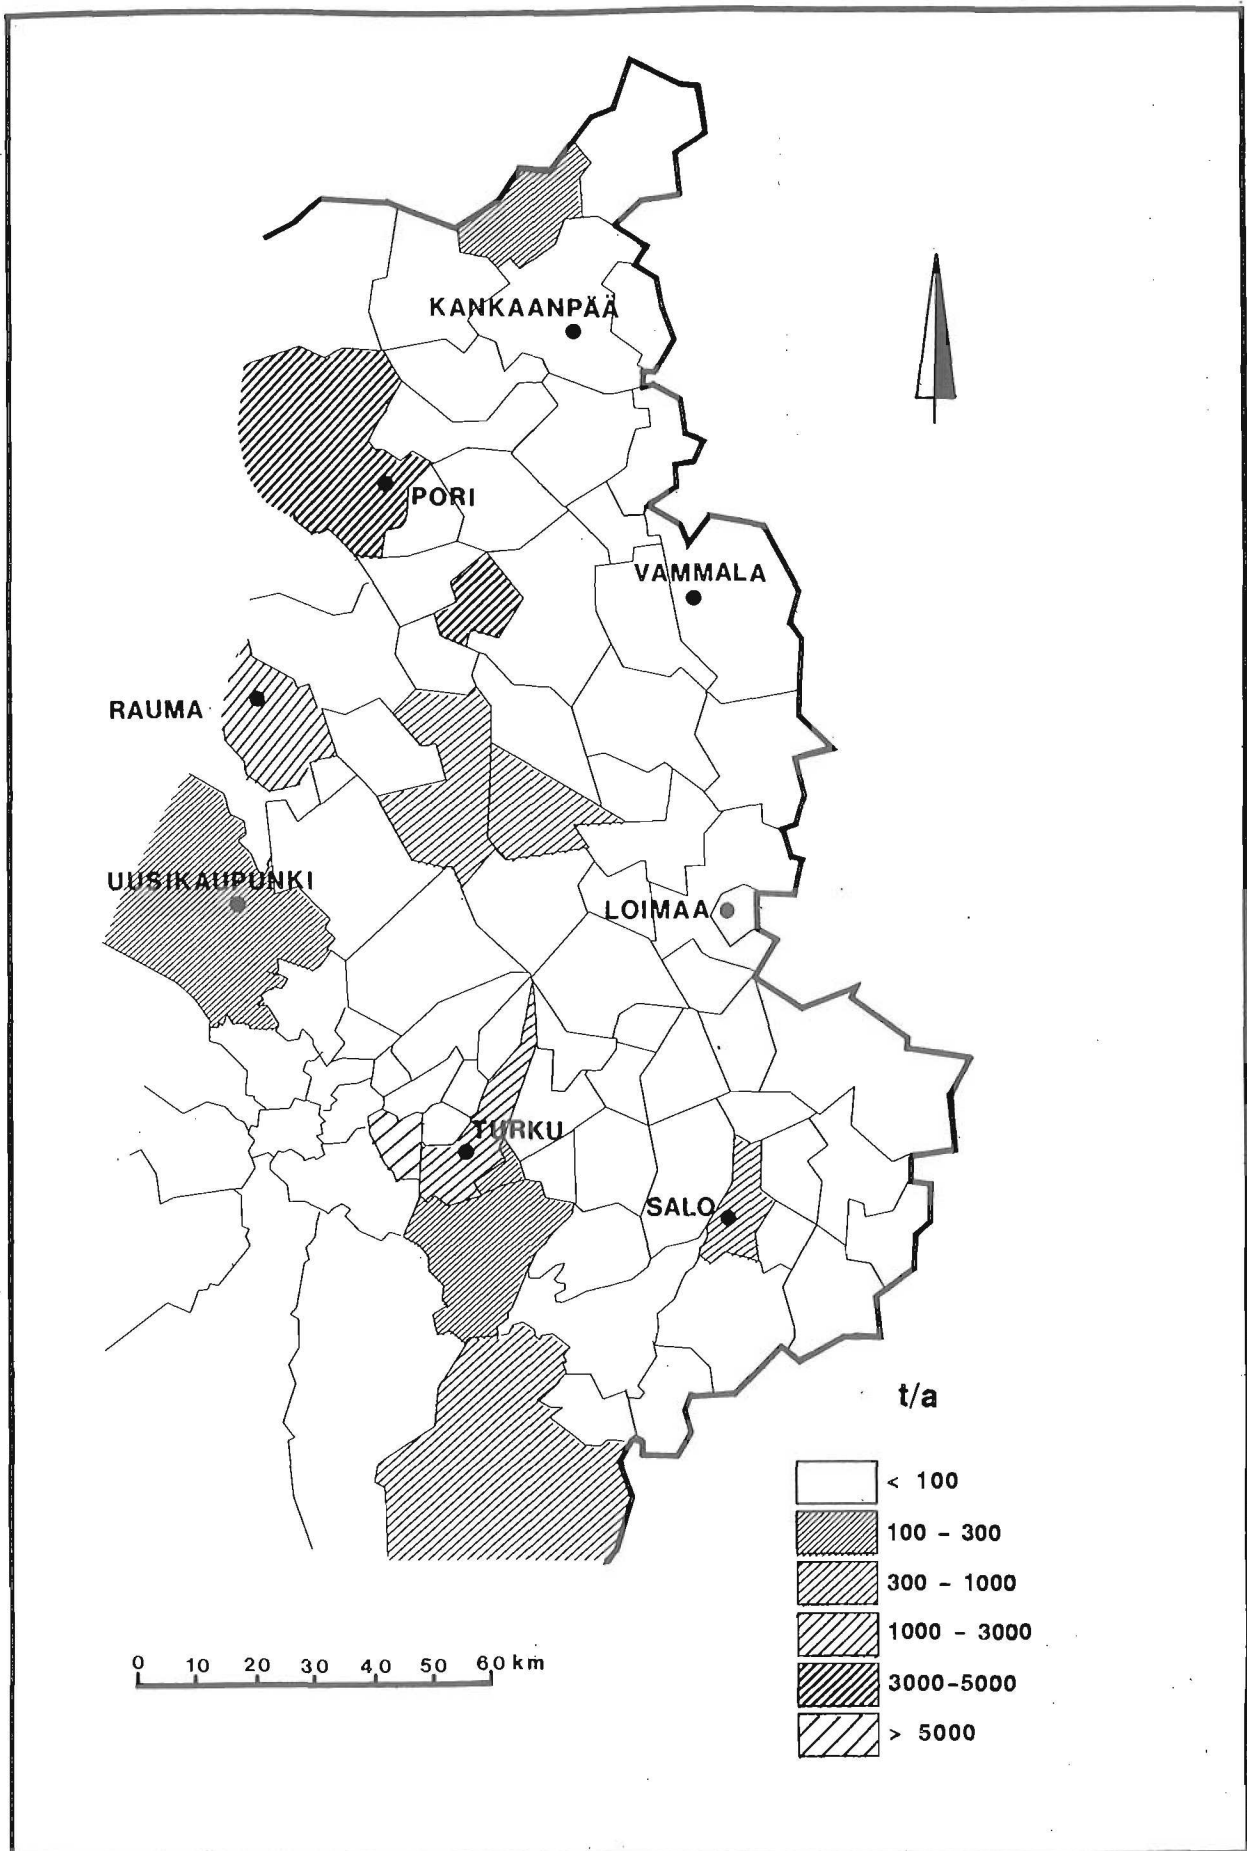 KANKAANPÄÄ
PORI
VAMMALA
RAUMA
UUSIKAUPUNKI
LOIMAA
TURKU
SALO
t/a
< 100
100 - 300
300 - 1000
1000 - 3000
3000-5000
> 5000
0 10 20 30 40 50 60 km